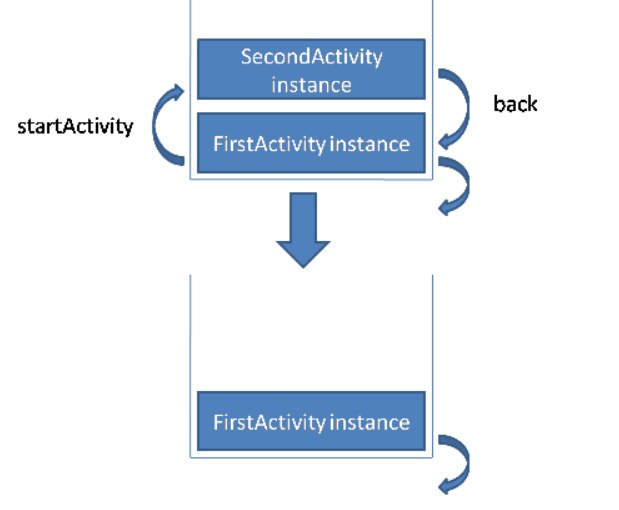 SecondActivity
instance
startActivity
back
FirstActivity instance
FirstActivity instance